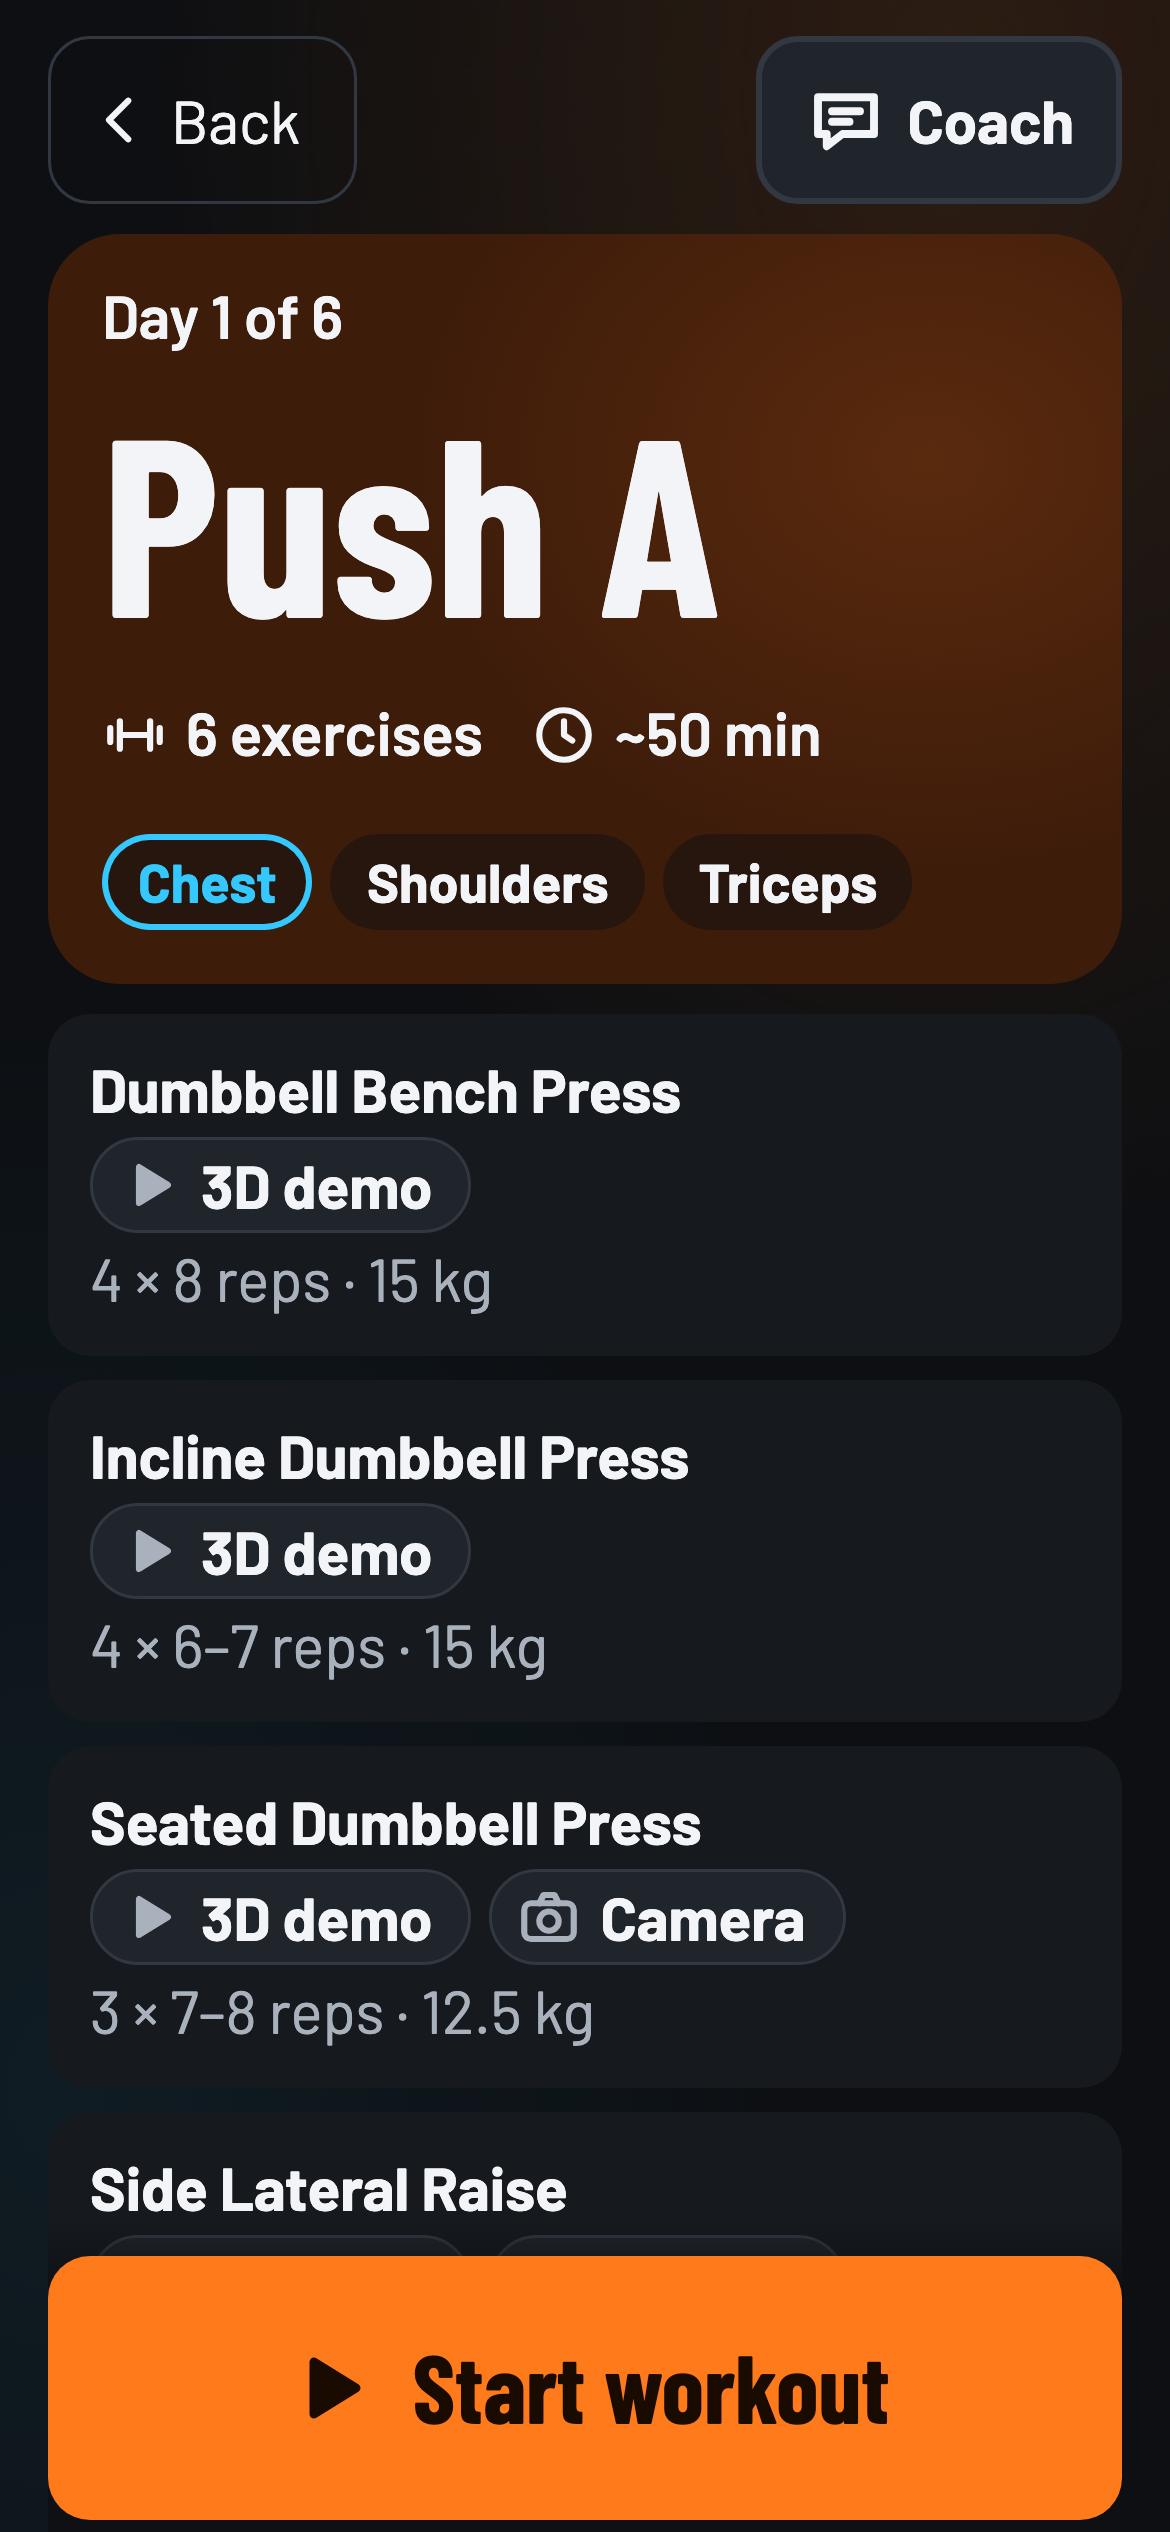 Back
Coach
Day 1 of 6
Push A
6 exercises ~50 min
Chest Shoulders Triceps
Dumbbell Bench Press
3D demo
4 × 8 reps · 15 kg
Incline Dumbbell Press
3D demo
4 × 6–7 reps · 15 kg
Seated Dumbbell Press
3D demo Camera
3 × 7–8 reps · 12.5 kg
Side Lateral Raise
Start workout